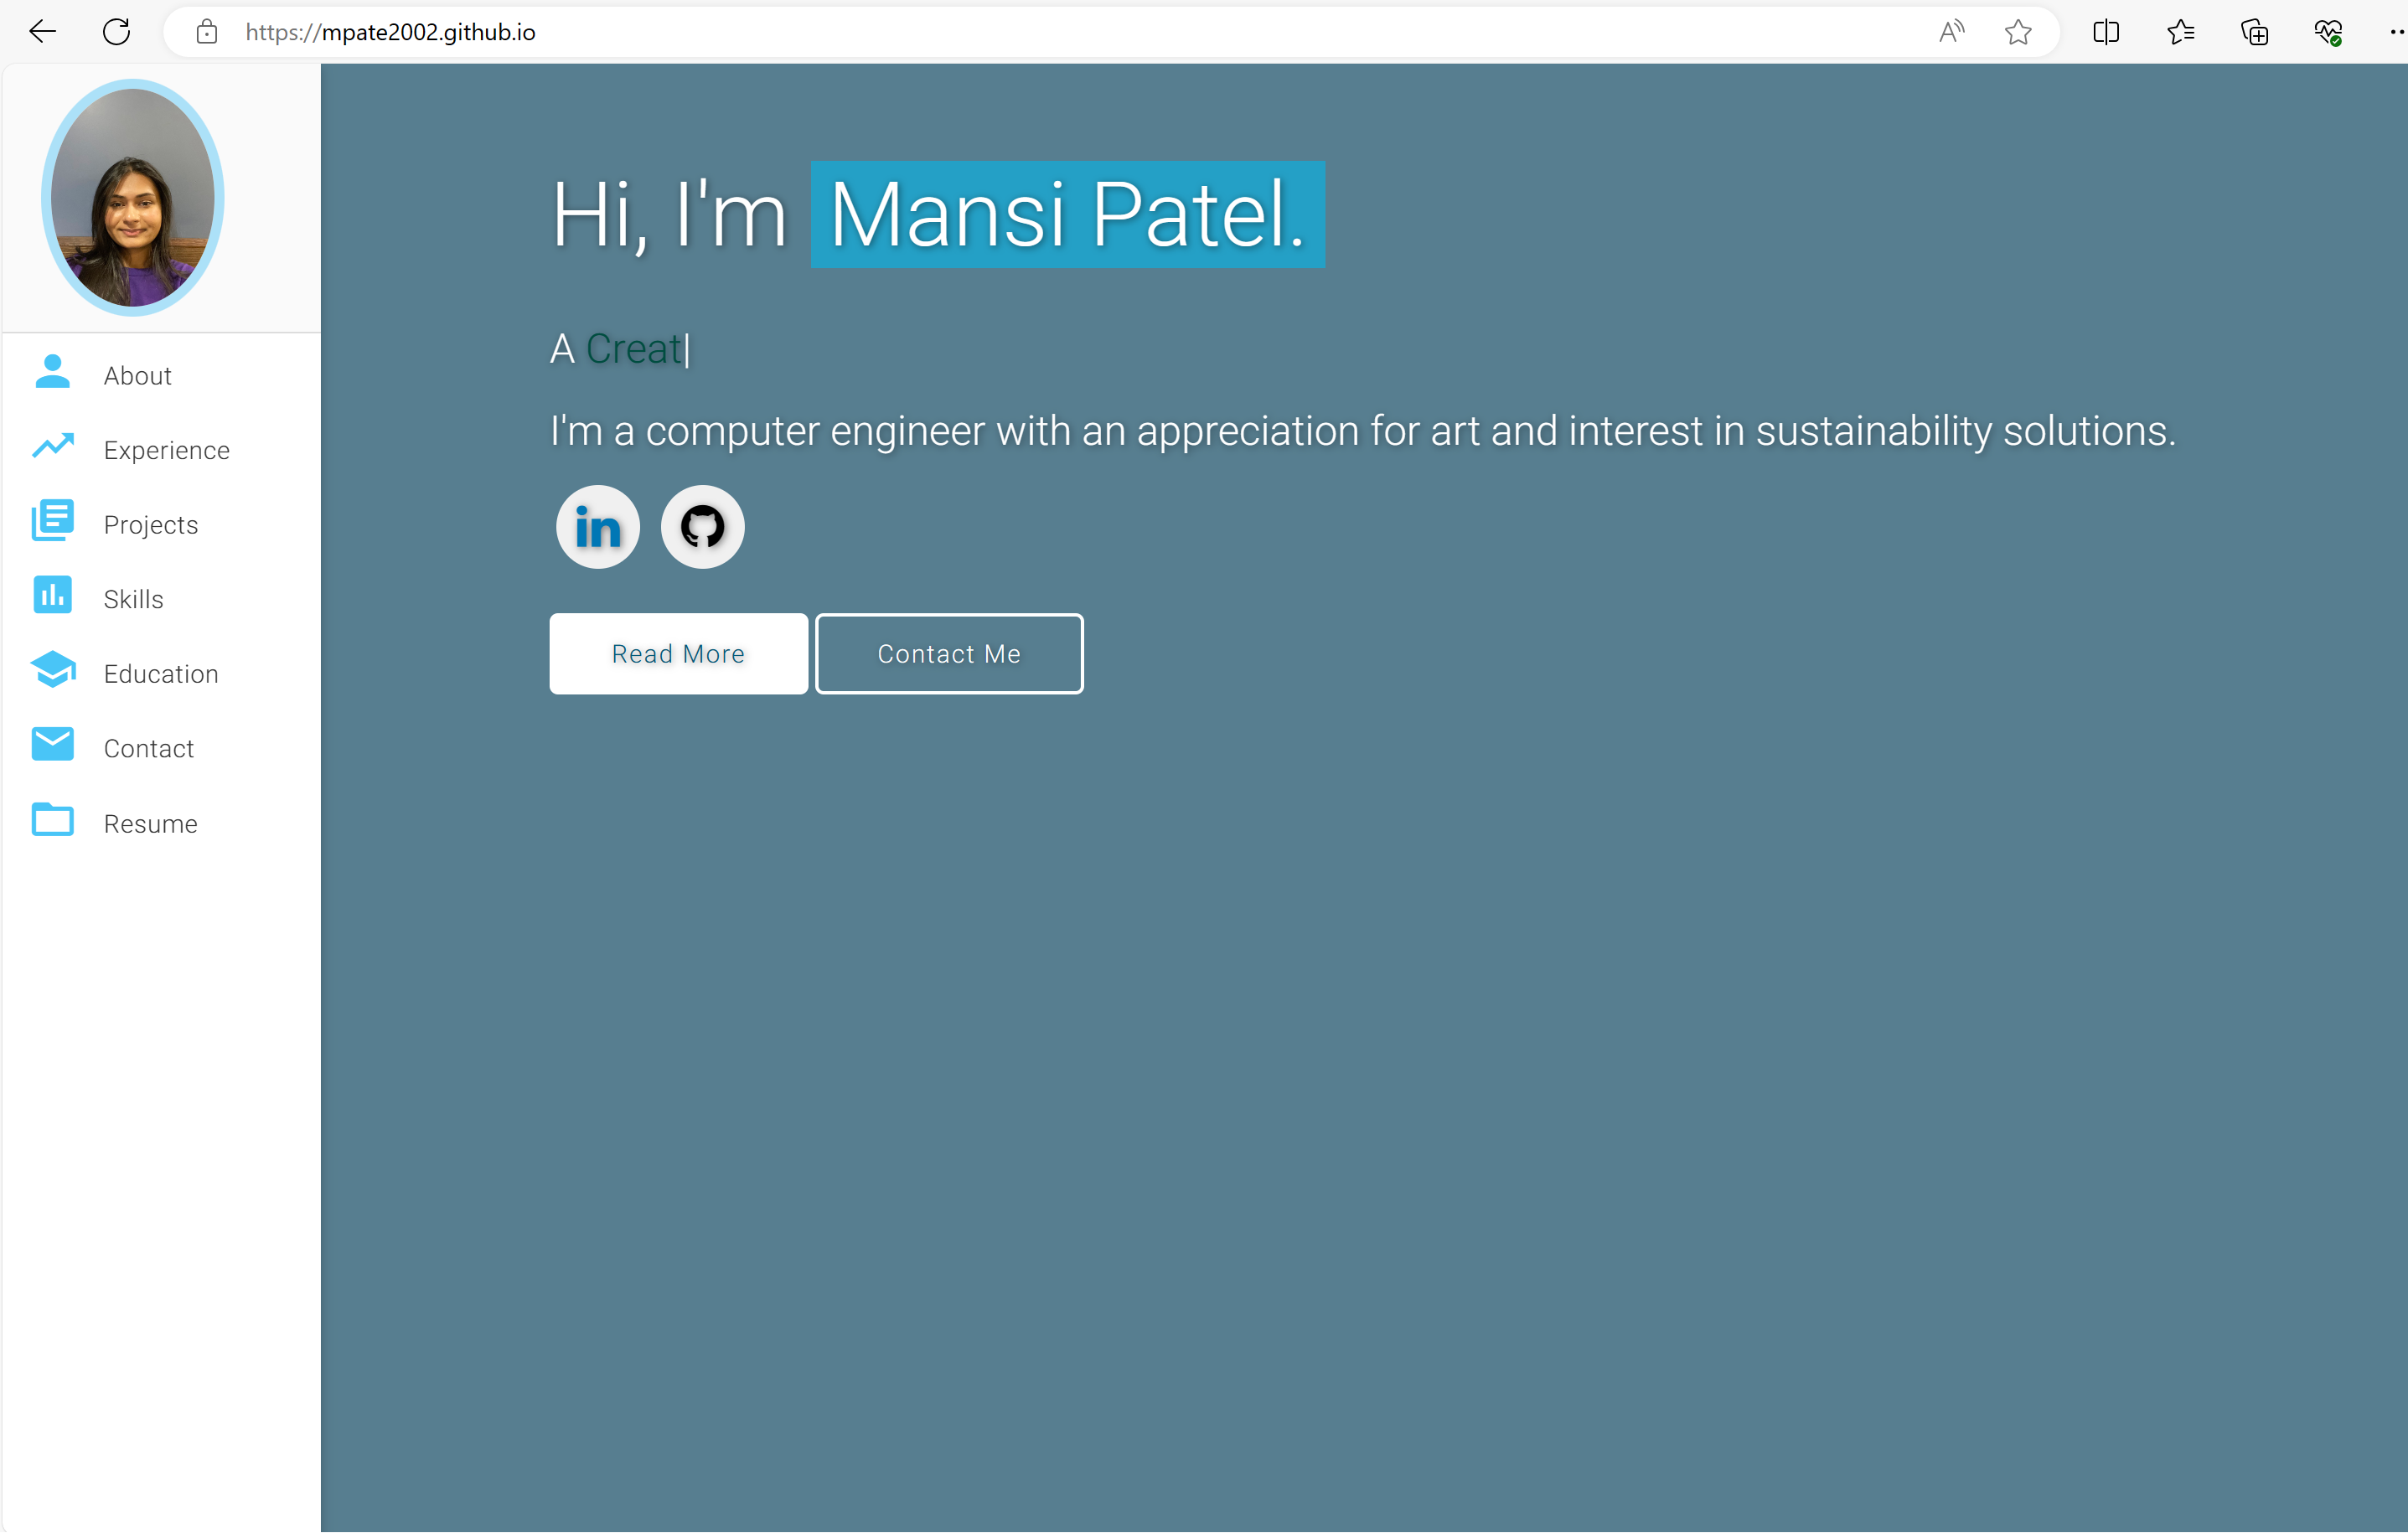 https://mpate2002.github.io
About
Experience
Projects
Skills
Education
Contact
Resume
Hi, I'm Mansi Patel.
A Creat|
I'm a computer engineer with an appreciation for art and interest in sustainability solutions.
in
Read More
Contact Me